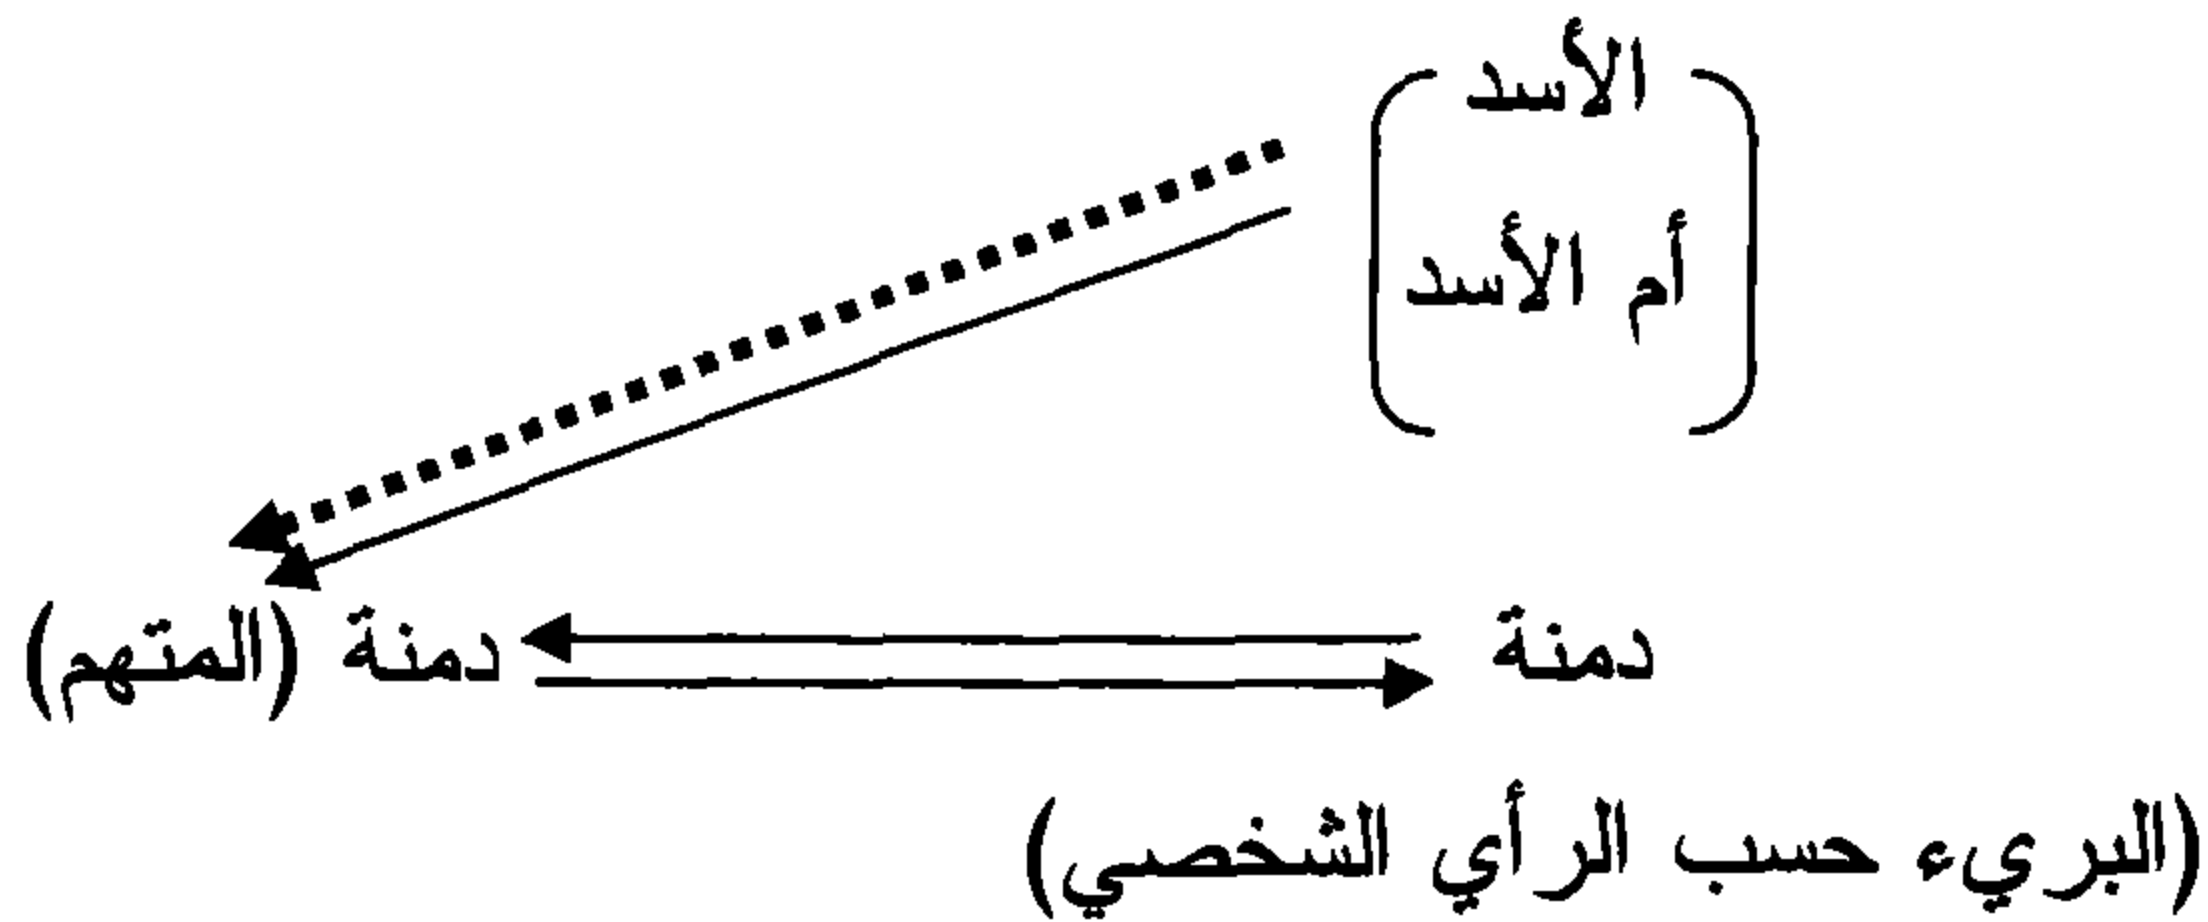 الأسد
أم الأسد
دمنة
دمنة (المتهم)
(البريء حسب الرأي الشخصي)